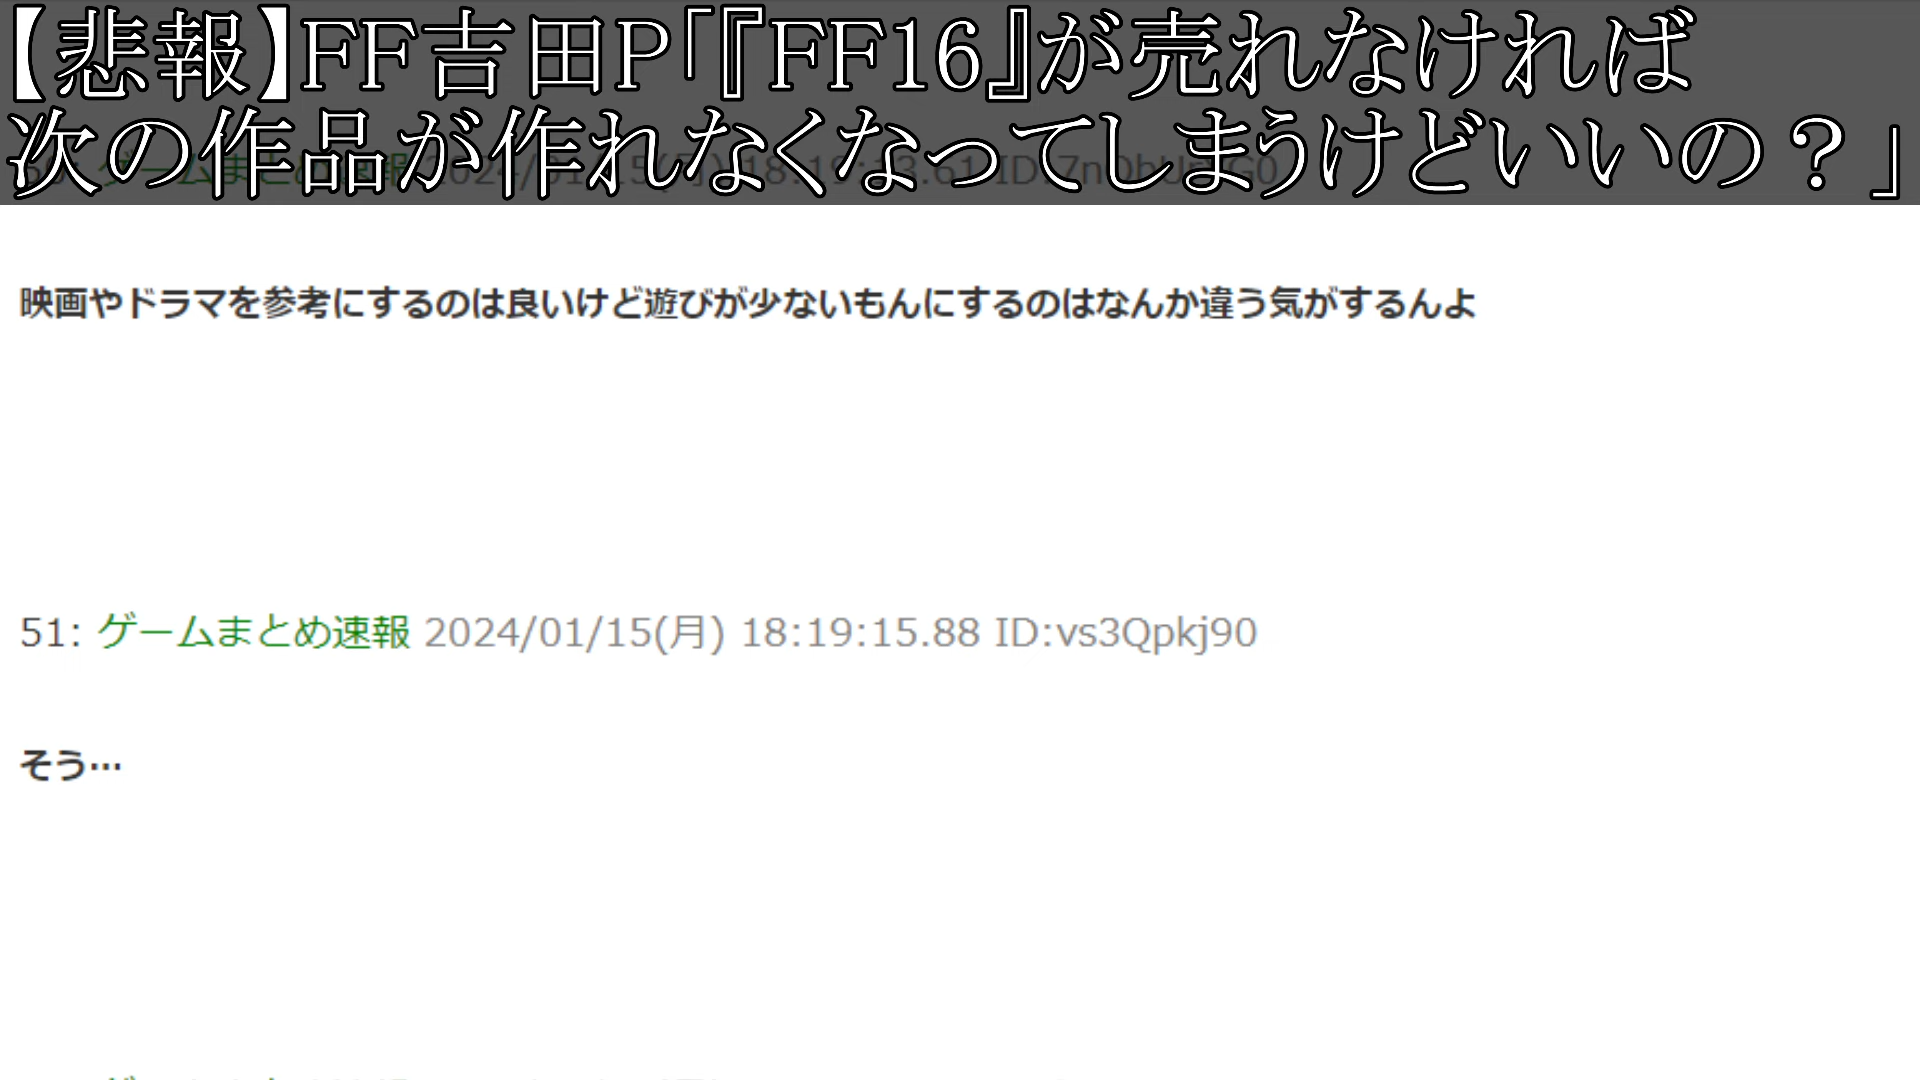 【悲報】FF吉田P「『FF16』が売れなければ
次の作品が作れなくなってしまうけどいいの？」
映画やドラマを参考にするのは良いけど遊びが少ないもんにするのはなんか違う気がするんよ
51: ゲームまとめ速報 2024/01/15(月) 18:19:15.88 ID:vs3Qpkj90
そう…